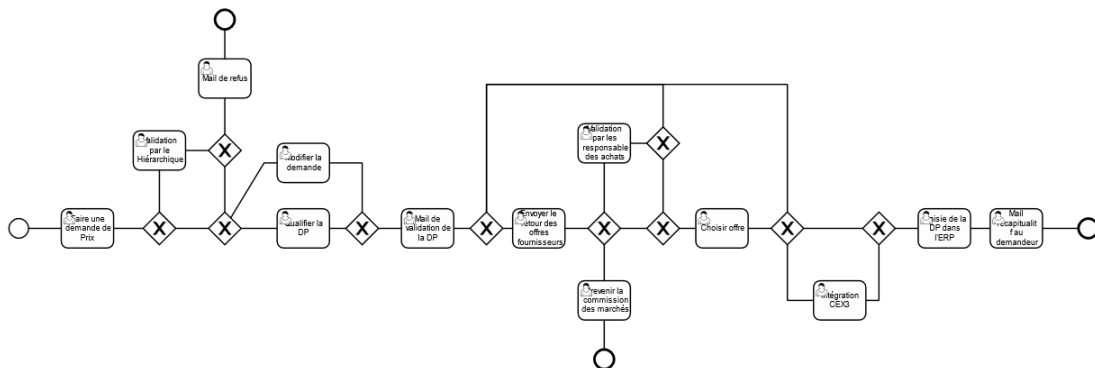 Mail de refus
Validation
par le
Hiérarchique
Modifier la
demande
Validation
par les
responsable
des achats
Faire une
demande de
Prix
Qualifier la
DP
Mail de
validation de
la DP
Envoyer le
retour des
offres
fournisseurs
Choisir offre
Saisie de la
DP dans
l'ERP
Mail
récapitulatif
f au demandeur
Prévenir la
commission
des marchés
Intégration
CEX3